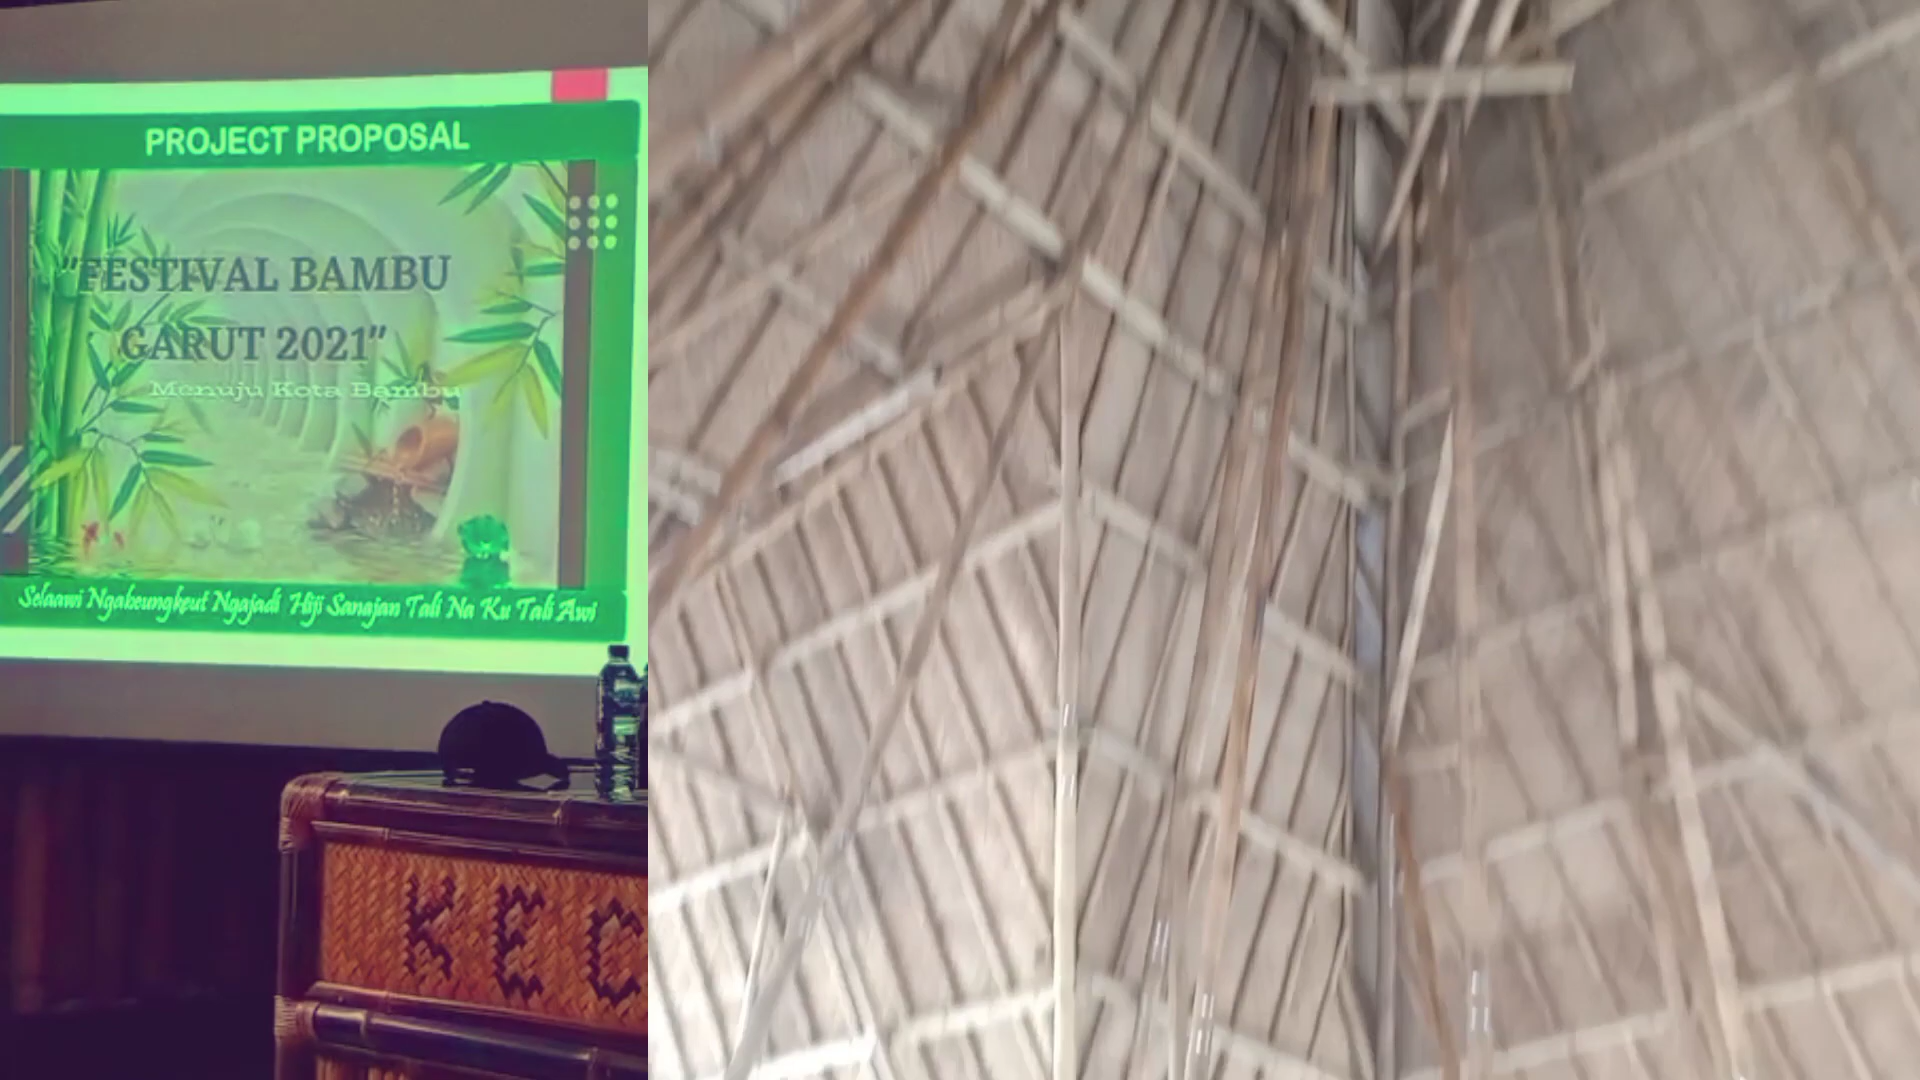 PROJECT PROPOSAL
"FESTIVAL BAMBU
GARUT 2021"
Menuju Kota Bambu
Selaawi Ngabeungkeut Ngajadi Hiji Sanajan Tali Na Ku Tali Awi
KEC